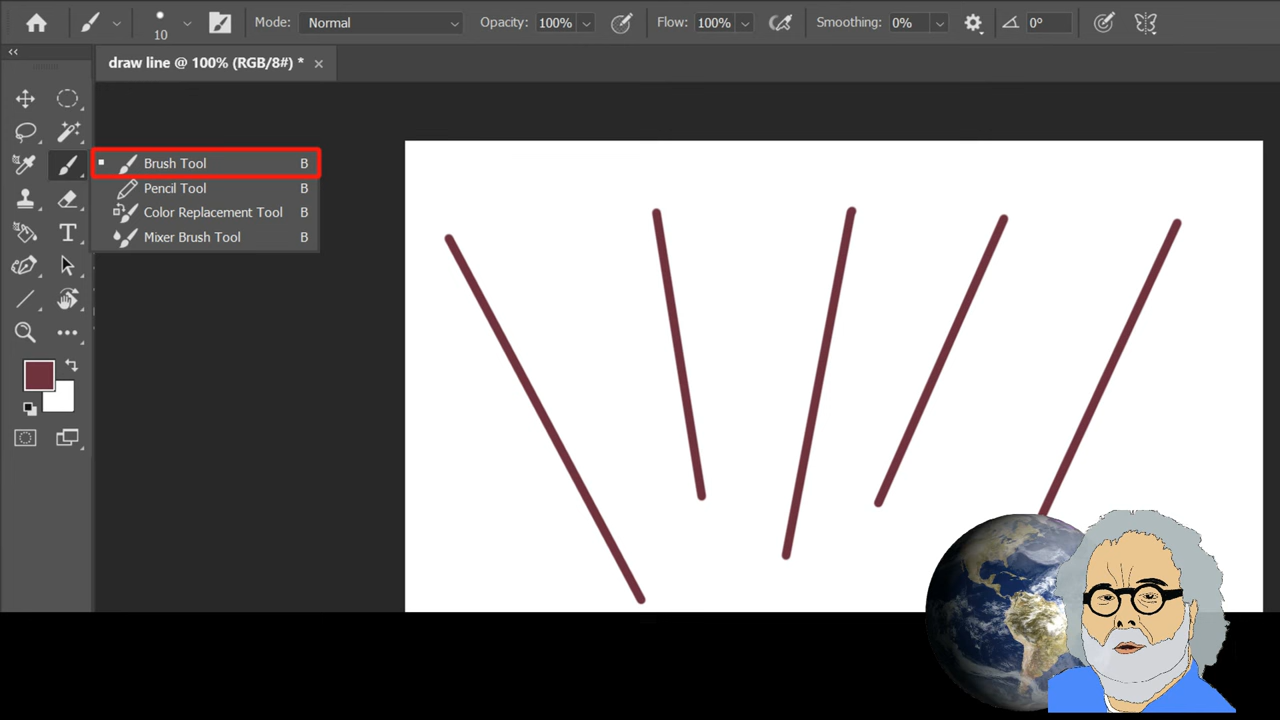 10
Mode: Normal
Opacity: 100%
Flow: 100%
Smoothing: 0%
0°
draw line @ 100% (RGB/8#) *
Brush Tool B
Pencil Tool B
Color Replacement Tool B
Mixer Brush Tool B